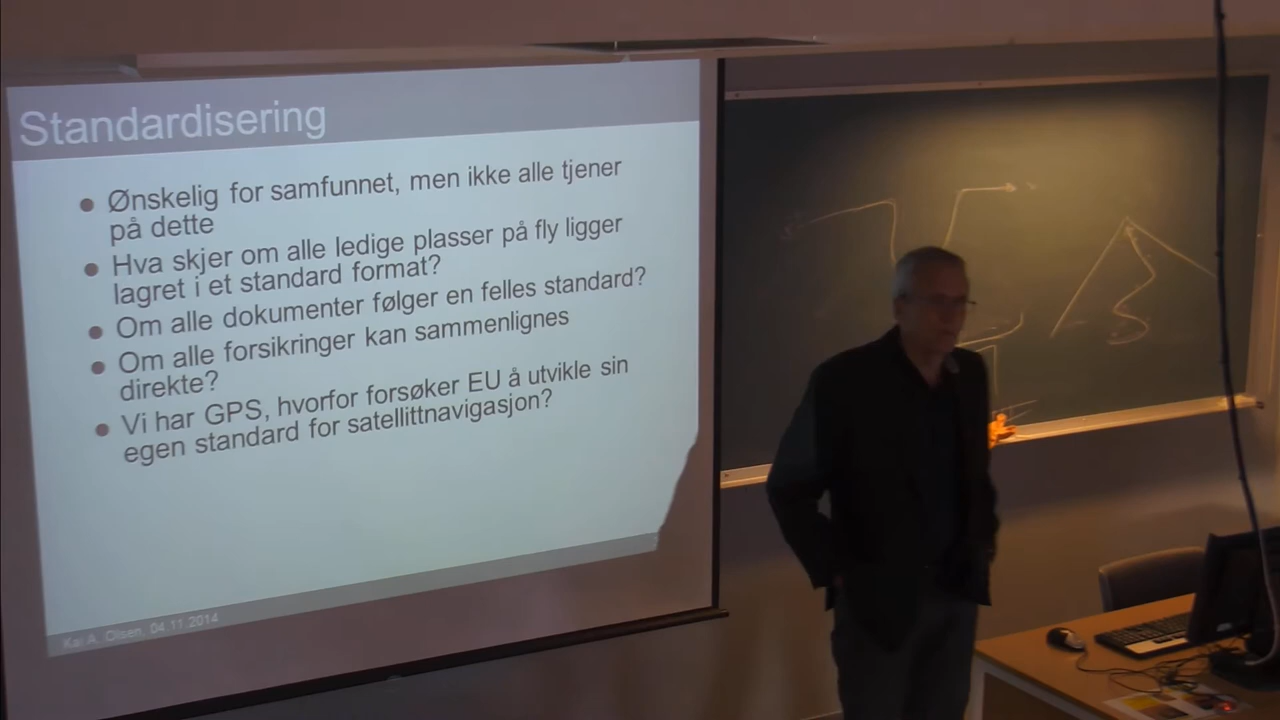 Standardisering
Ønskelig for samfunnet, men ikke alle tjener
på dette
Hva skjer om alle ledige plasser på fly ligger
lagret i et standard format?
Om alle dokumenter følger en felles standard?
Om alle forsikringer kan sammenlignes
direkte?
Vi har GPS, hvorfor forsøker EU å utvikle sin
egen standard for satellittnavigasjon?
Kai A. Olsen, 04.11.2014